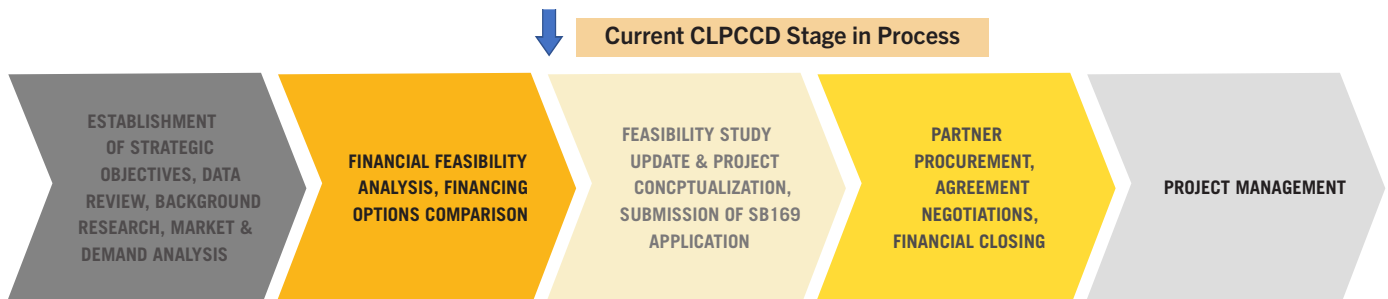 Current CLPCCD Stage in Process
ESTABLISHMENT
OF STRATEGIC
OBJECTIVES, DATA
REVIEW, BACKGROUND
RESEARCH, MARKET &
DEMAND ANALYSIS
FINANCIAL FEASIBILITY
ANALYSIS, FINANCING
OPTIONS COMPARISON
FEASIBILITY STUDY
UPDATE & PROJECT
CONCPTUALIZATION,
SUBMISSION OF SB169
APPLICATION
PARTNER
PROCUREMENT,
AGREEMENT
NEGOTIATIONS,
FINANCIAL CLOSING
PROJECT MANAGEMENT